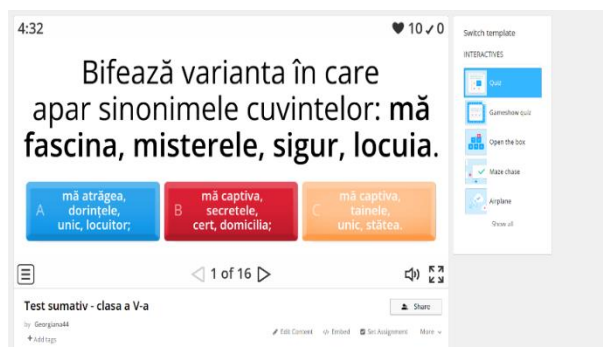 4:32
10 ✓ 0
Bifează varianta în care
apar sinonimele cuvintelor: mă
fascina, misterele, sigur, locuia.
A
mă atrăgea,
dorințele,
unic, locuitor;
B
mă captiva,
secretele,
cert, domicilia;
C
mă captiva,
tainele,
unic, stătea.
1 of 16
Test sumativ - clasa a V-a
Share
by Georgiana44
+ Add tags
Edit Content
Embed
Set Assignment
More
Switch template
INTERACTIVES
Quiz
Gameshow quiz
Open the box
Maze chase
Airplane
Show all